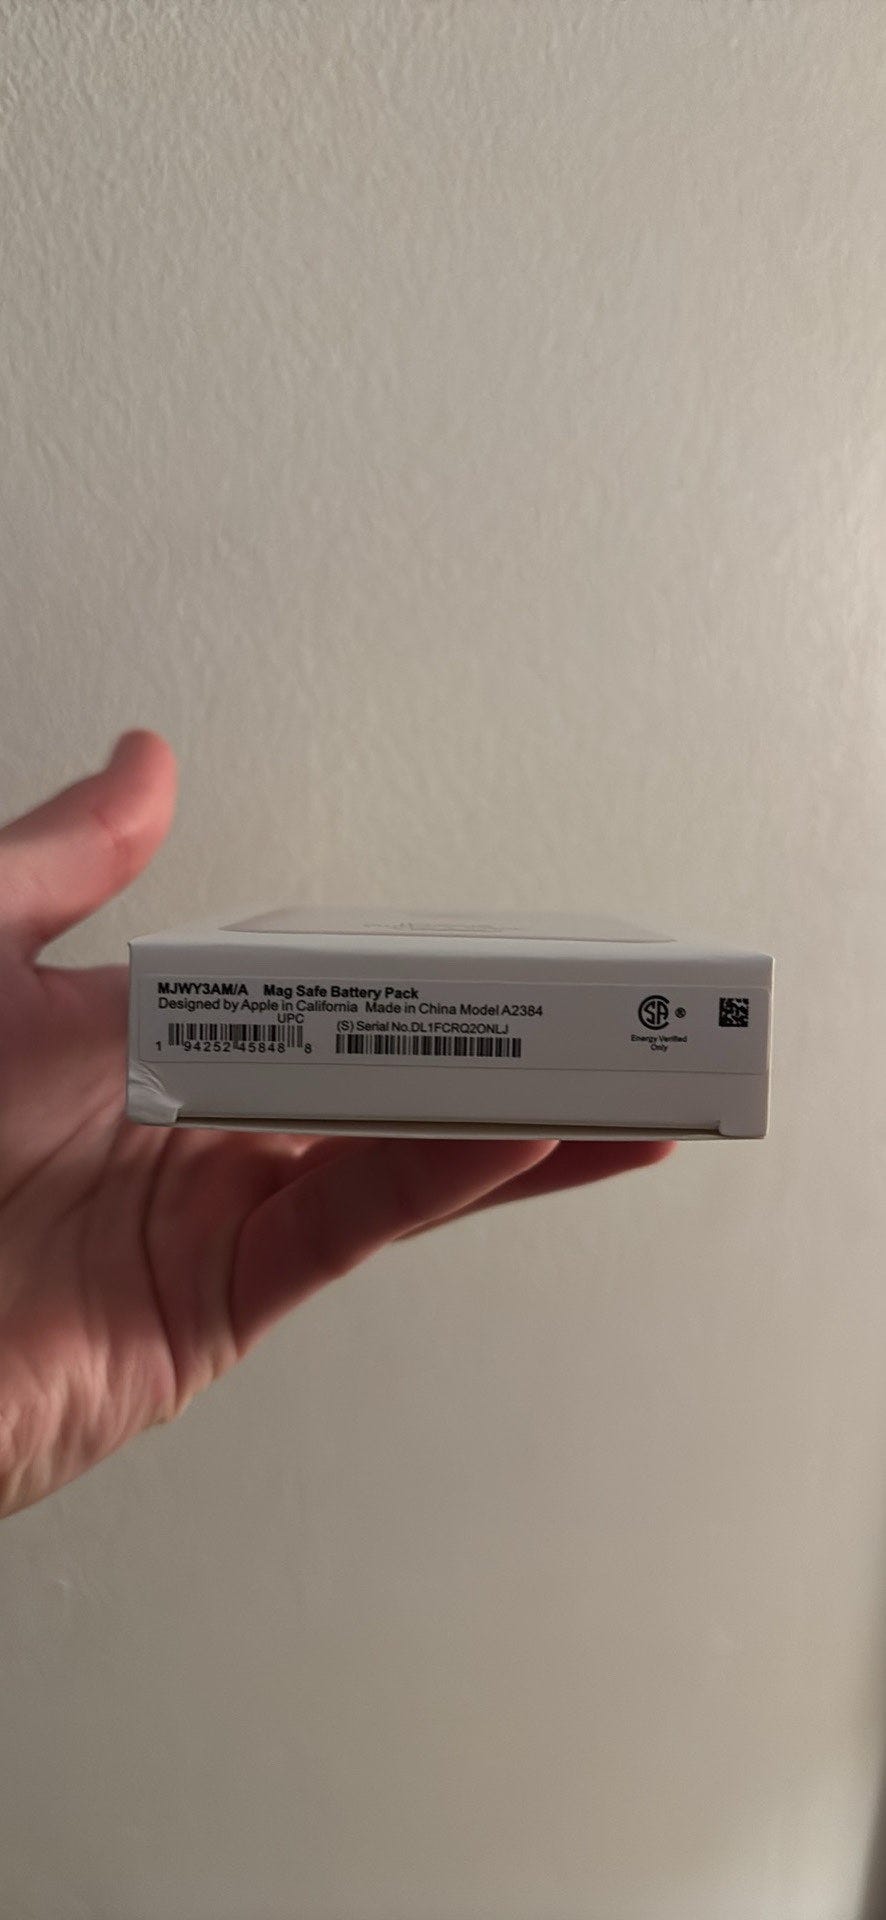 MJWY3AM/A Mag Safe Battery Pack
Designed by Apple in California Made in China Model A2384
UPC
(S) Serial No.DL1FCRQ2ONLJ
1 94252 45848 8
SA ®
Energy Verified
Only